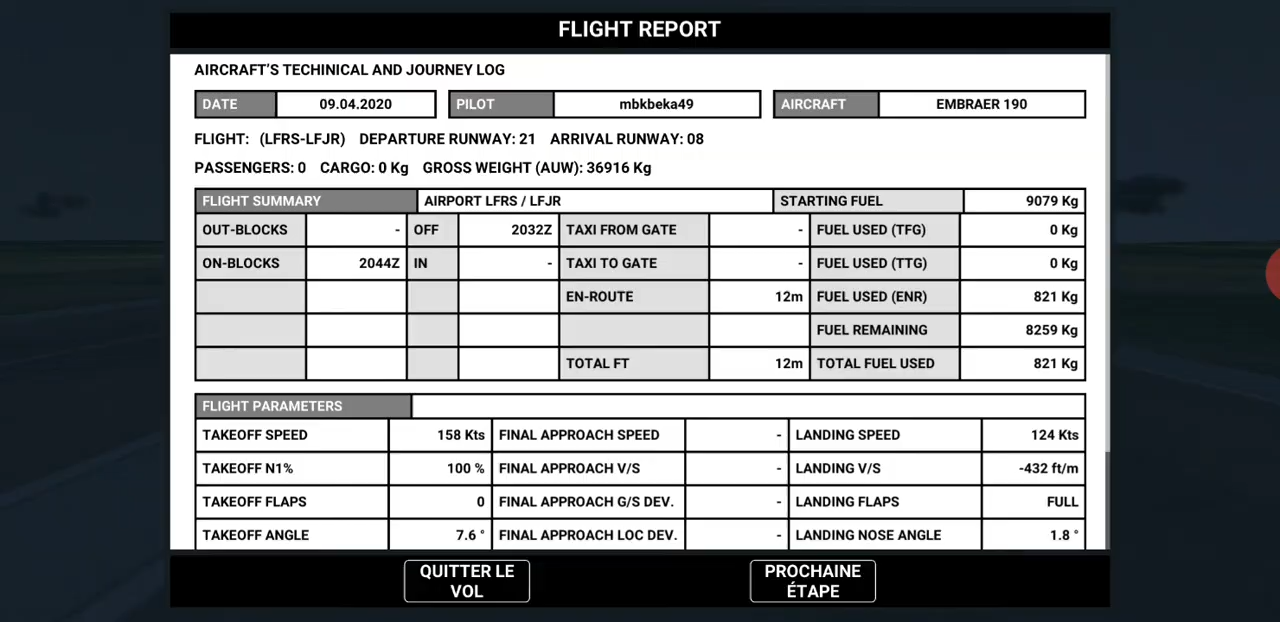 FLIGHT REPORT
AIRCRAFT'S TECHINICAL AND JOURNEY LOG
DATE 09.04.2020 PILOT mbkbeka49 AIRCRAFT EMBRAER 190
FLIGHT: (LFRS-LFJR) DEPARTURE RUNWAY: 21 ARRIVAL RUNWAY: 08
PASSENGERS: 0 CARGO: 0 Kg GROSS WEIGHT (AUW): 36916 Kg
FLIGHT SUMMARY AIRPORT LFRS / LFJR STARTING FUEL 9079 Kg
OUT-BLOCKS - OFF 2032Z TAXI FROM GATE - FUEL USED (TFG) 0 Kg
ON-BLOCKS 2044Z IN - TAXI TO GATE - FUEL USED (TTG) 0 Kg
EN-ROUTE 12m FUEL USED (ENR) 821 Kg
FUEL REMAINING 8259 Kg
TOTAL FT 12m TOTAL FUEL USED 821 Kg
FLIGHT PARAMETERS
TAKEOFF SPEED 158 Kts FINAL APPROACH SPEED - LANDING SPEED 124 Kts
TAKEOFF N1% 100 % FINAL APPROACH V/S - LANDING V/S -432 ft/m
TAKEOFF FLAPS 0 FINAL APPROACH G/S DEV. - LANDING FLAPS FULL
TAKEOFF ANGLE 7.6 ° FINAL APPROACH LOC DEV. - LANDING NOSE ANGLE 1.8 °
QUITTER LE VOL
PROCHAINE ÉTAPE